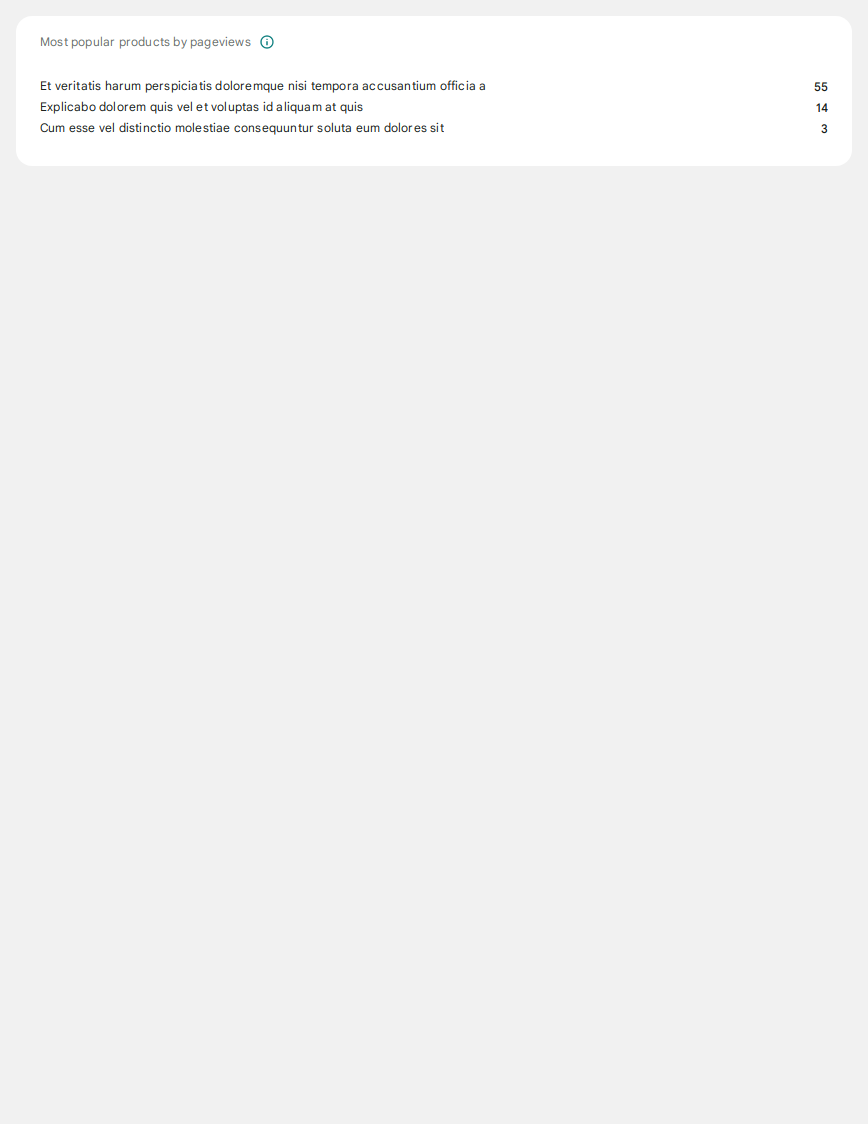 Most popular products by pageviews
Et veritatis harum perspiciatis doloremque nisi tempora accusantium officia a 55
Explicabo dolorem quis vel et voluptas id aliquam at quis 14
Cum esse vel distinctio molestiae consequuntur soluta eum dolores sit 3